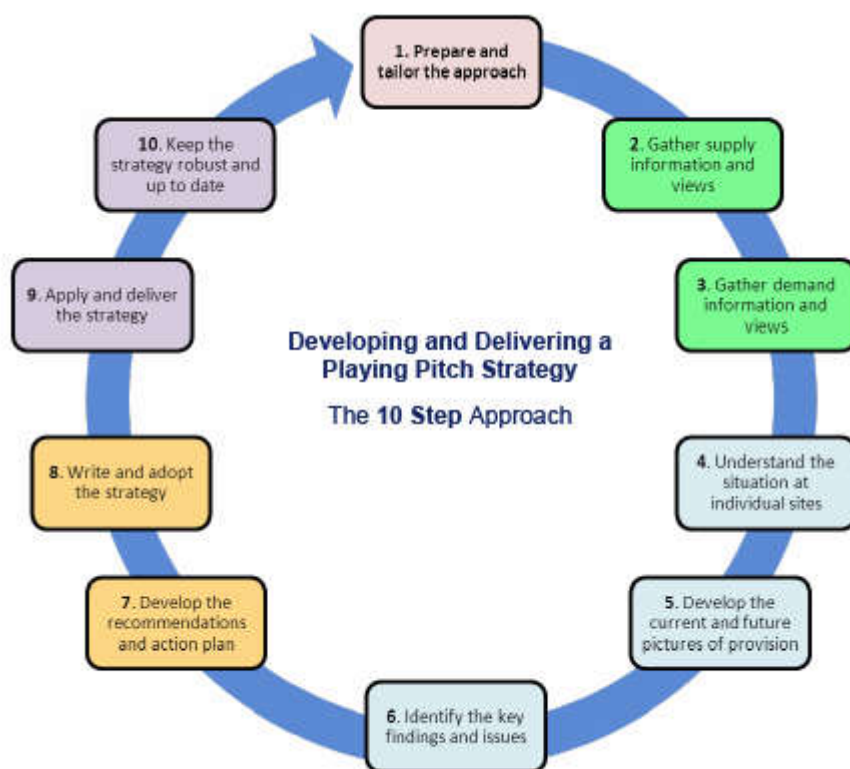 1. Prepare and
tailor the approach
2. Gather supply
information and
views
3. Gather demand
information and
views
4. Understand the
situation at
individual sites
5. Develop the
current and future
pictures of provision
6. Identify the key
findings and issues
7. Develop the
recommendations
and action plan
8. Write and adopt
the strategy
9. Apply and deliver
the strategy
10. Keep the
strategy robust and
up to date
Developing and Delivering a
Playing Pitch Strategy
The 10 Step Approach